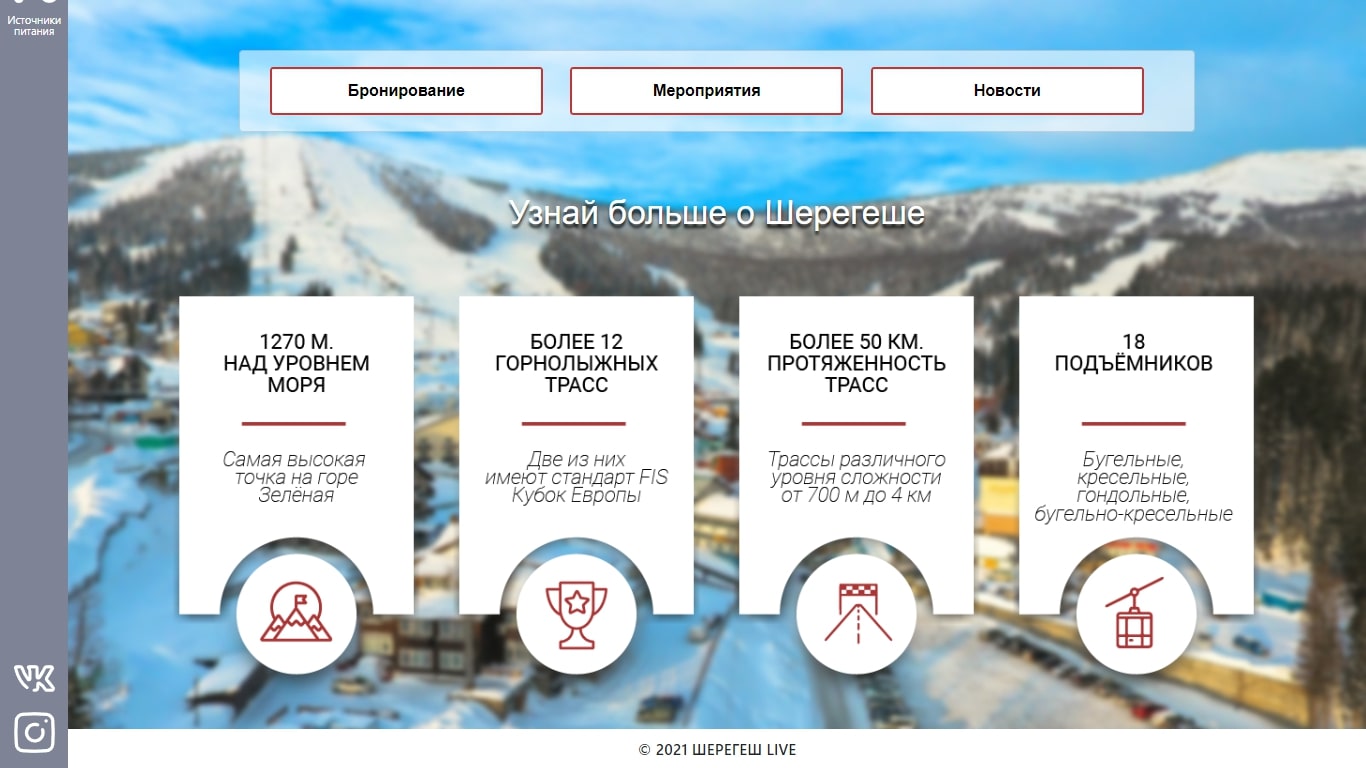 Источники
питания
Бронирование
Мероприятия
Новости
Узнай больше о Шерегеше
1270 М.
НАД УРОВНЕМ
МОРЯ
Самая высокая
точка на горе
Зелёная
БОЛЕЕ 12
ГОРНОЛЫЖНЫХ
ТРАСС
Две из них
имеют стандарт FIS
Кубок Европы
БОЛЕЕ 50 КМ.
ПРОТЯЖЕННОСТЬ
ТРАСС
Трассы различного
уровня сложности
от 700 м до 4 км
18
ПОДЪЁМНИКОВ
Бугельные,
кресельные,
гондольные,
бугельно-кресельные
© 2021 ШЕРЕГЕШ LIVE